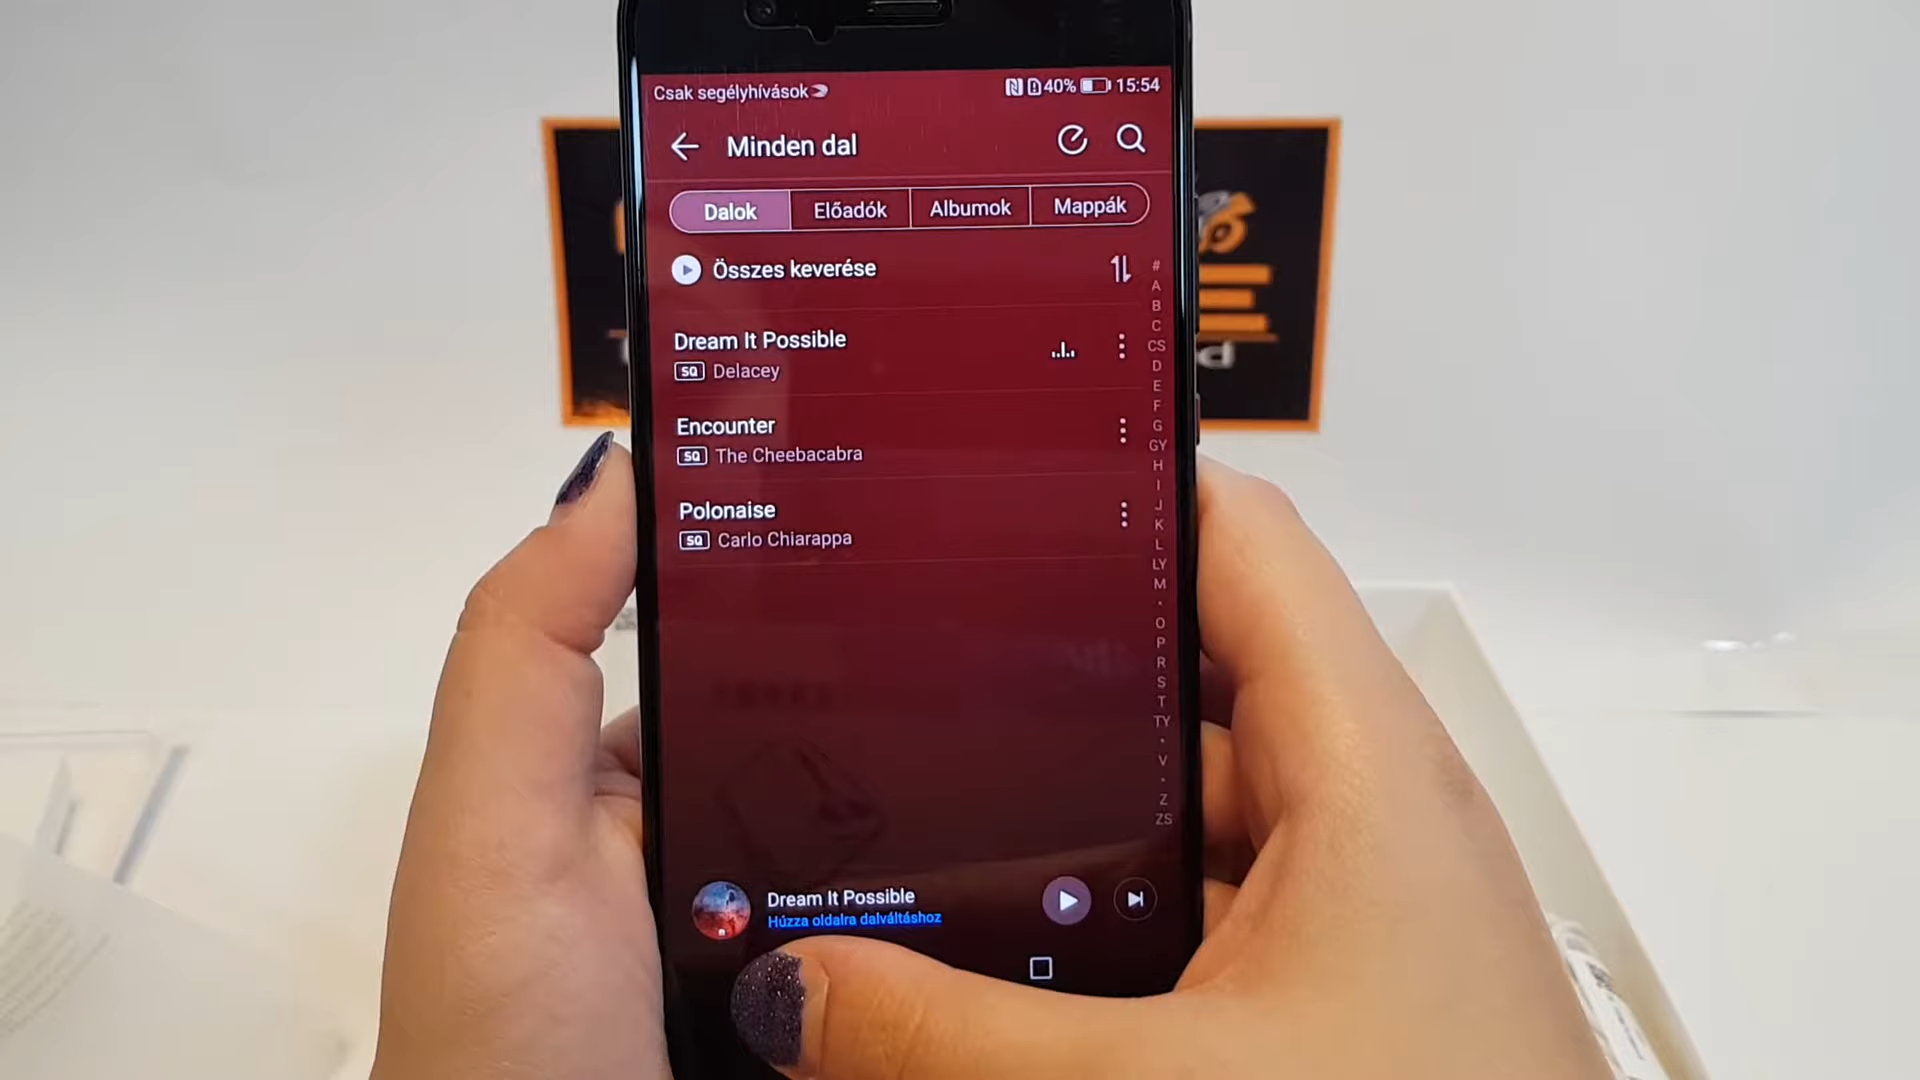 Csak segélyhívások
40% 15:54
Minden dal
Dalok Előadók Albumok Mappák
Összes keverése
Dream It Possible
SQ Delacey
Encounter
SQ The Cheebacabra
Polonaise
SQ Carlo Chiarappa
#
A
B
C
CS
D
E
F
G
GY
H
I
J
K
L
LY
M
•
O
P
R
S
T
TY
•
V
•
Z
ZS
Dream It Possible
Húzza oldalra dalváltáshoz